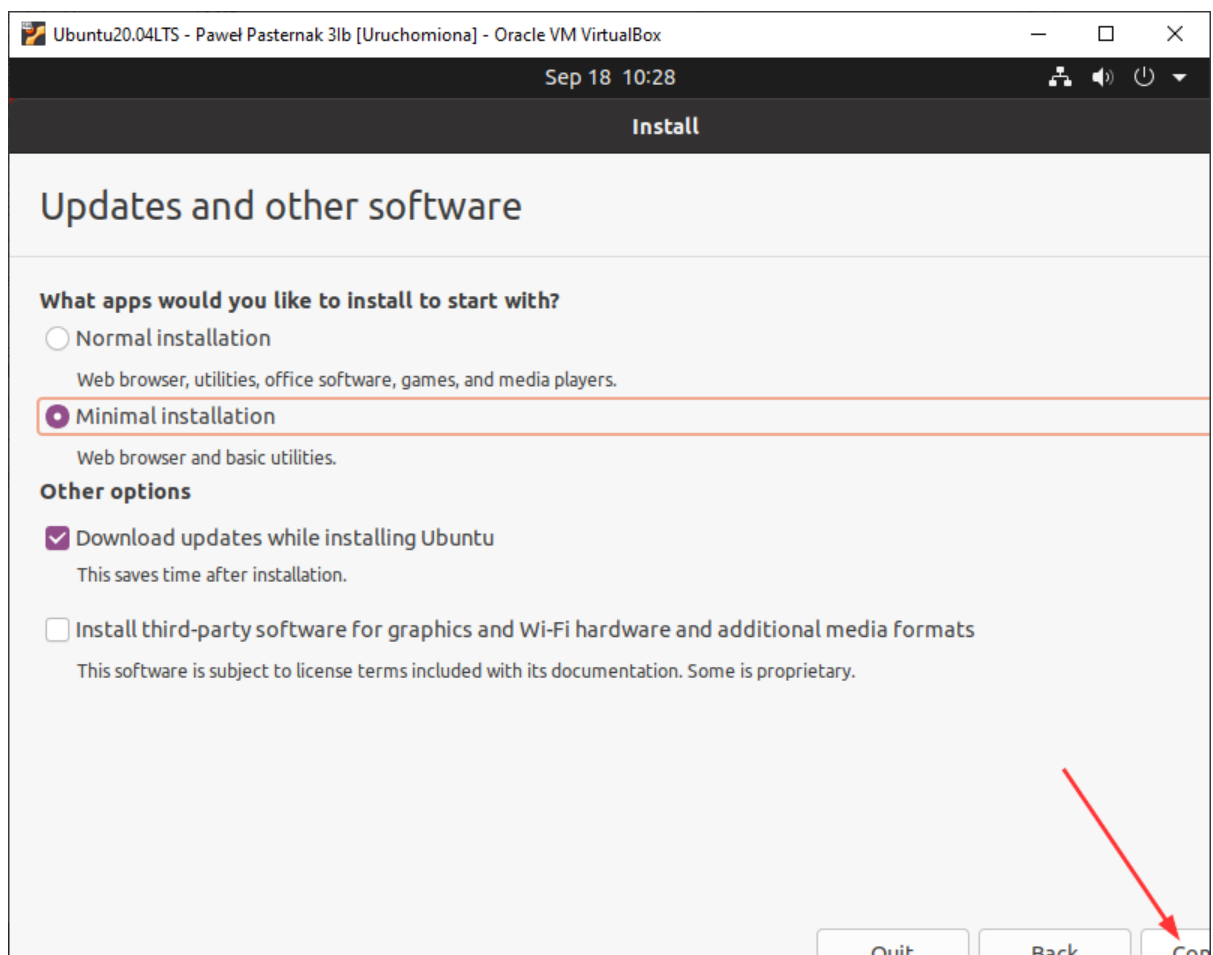 Ubuntu20.04LTS - Paweł Pasternak 3lb [Uruchomiona] - Oracle VM VirtualBox
Sep 18 10:28
Install
Updates and other software
What apps would you like to install to start with?
Normal installation
Web browser, utilities, office software, games, and media players.
Minimal installation
Web browser and basic utilities.
Other options
Download updates while installing Ubuntu
This saves time after installation.
Install third-party software for graphics and Wi-Fi hardware and additional media formats
This software is subject to license terms included with its documentation. Some is proprietary.
Quit Back Con